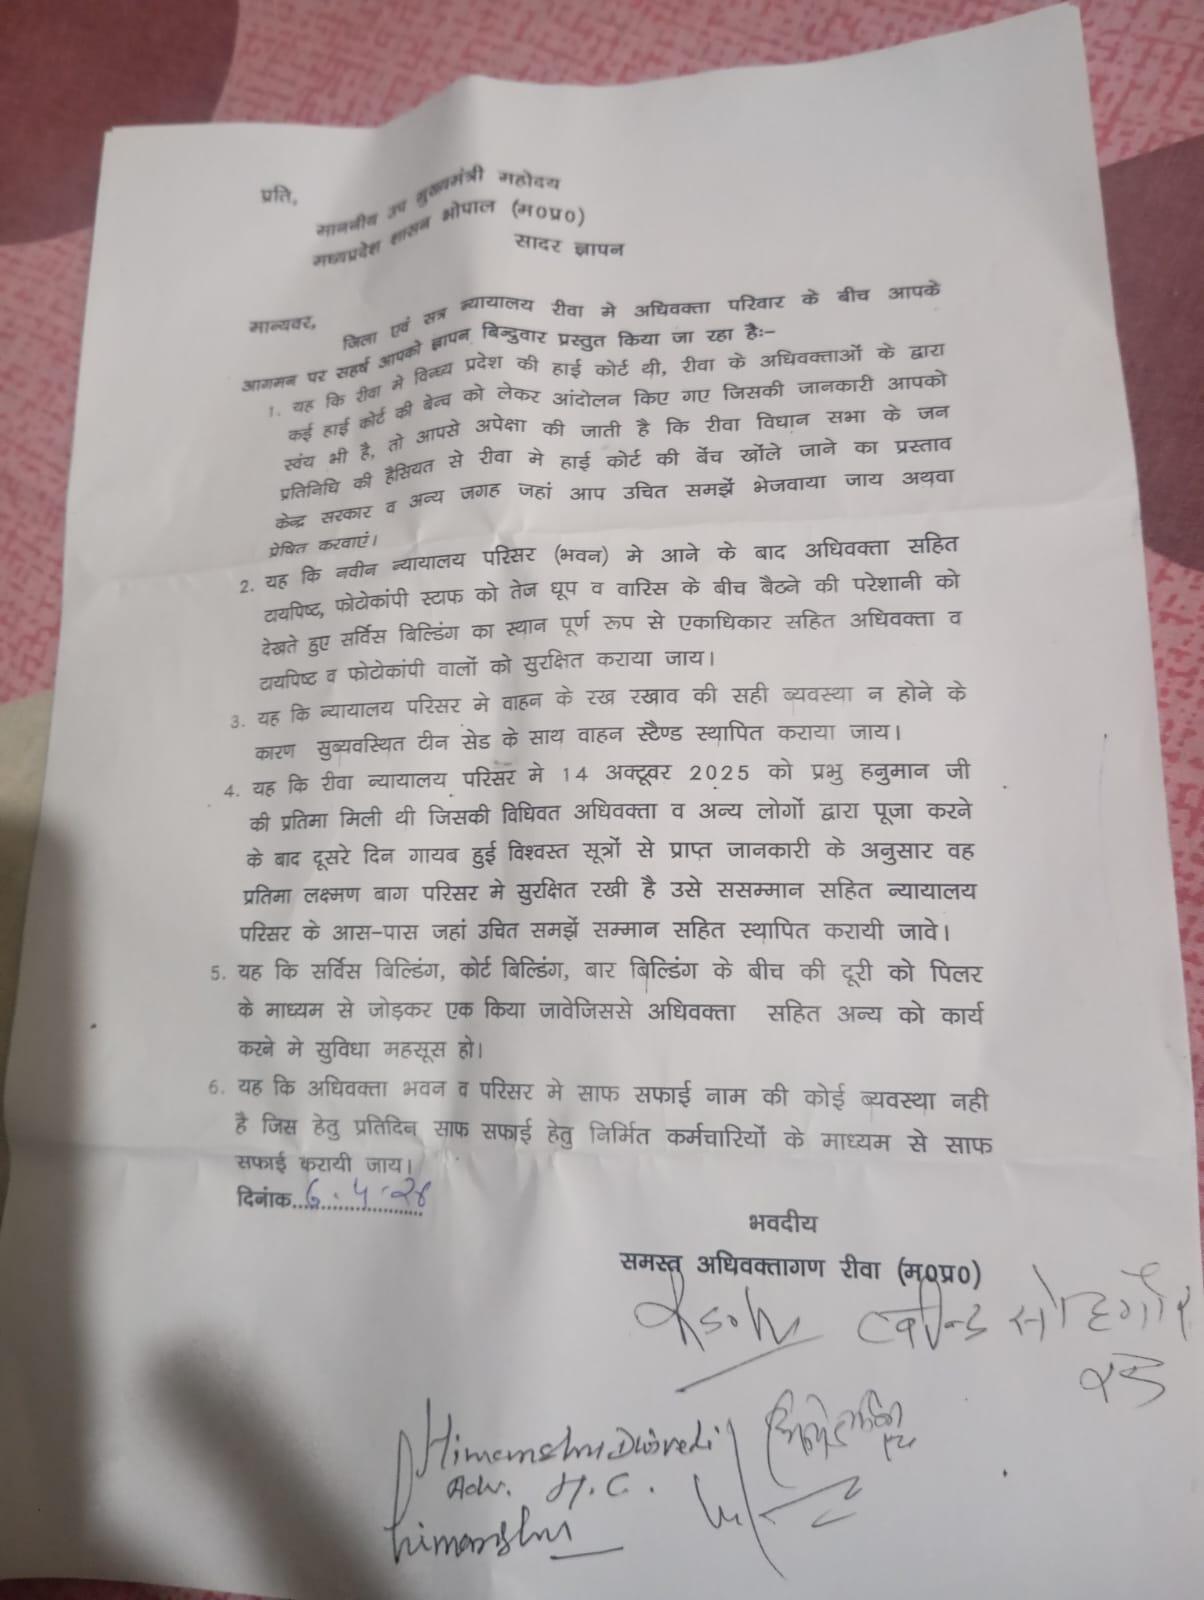 प्रति,
माननीय उप मुख्यमंत्री महोदय
मध्यप्रदेश शासन भोपाल (म0प्र0)
सादर ज्ञापन
मान्यवर,
जिला एवं सत्र न्यायालय रीवा मे अधिवक्ता परिवार के बीच आपके
आगमन पर सहर्ष आपको ज्ञापन बिन्दुवार प्रस्तुत किया जा रहा है:-
1. यह कि रीवा मे विन्ध्य प्रदेश की हाई कोर्ट थी, रीवा के अधिवक्ताओं के द्वारा
कई हाई कोर्ट की बेन्च को लेकर आंदोलन किए गए जिसकी जानकारी आपको
स्वंय भी है, तो आपसे अपेक्षा की जाती है कि रीवा विधान सभा के जन
प्रतिनिधि की हैसियत से रीवा मे हाई कोर्ट की बेंच खोंले जाने का प्रस्ताव
केन्द्र सरकार व अन्य जगह जहां आप उचित समझें भेजवाया जाय अथवा
प्रेषित करवाएं।
2. यह कि नवीन न्यायालय परिसर (भवन) मे आने के बाद अधिवक्ता सहित
टायपिष्ट, फोटोकांपी स्टाफ को तेज धूप व वारिस के बीच बैठने की परेशानी को
देखते हुए सर्विस बिल्डिंग का स्थान पूर्ण रूप से एकाधिकार सहित अधिवक्ता व
टायपिष्ट व फोटोकांपी वालों को सुरक्षित कराया जाय।
3. यह कि न्यायालय परिसर मे वाहन के रख रखाव की सही ब्यवस्था न होने के
कारण सुब्यवस्थित टीन सेड के साथ वाहन स्टैण्ड स्थापित कराया जाय।
4. यह कि रीवा न्यायालय परिसर मे 14 अक्टूवर 2025 को प्रभु हनुमान जी
की प्रतिमा मिली थी जिसकी विधिवत अधिवक्ता व अन्य लोगों द्वारा पूजा करने
के बाद दूसरे दिन गायब हुई विश्वस्त सूत्रों से प्राप्त जानकारी के अनुसार वह
प्रतिमा लक्ष्मण बाग परिसर मे सुरक्षित रखी है उसे ससम्मान सहित न्यायालय
परिसर के आस-पास जहां उचित समझें सम्मान सहित स्थापित करायी जावे।
5. यह कि सर्विस बिल्डिंग, कोर्ट बिल्डिंग, बार बिल्डिंग के बीच की दूरी को पिलर
के माध्यम से जोड़कर एक किया जावेजिससे अधिवक्ता सहित अन्य को कार्य
करने मे सुविधा महसूस हो।
6. यह कि अधिवक्ता भवन व परिसर मे साफ सफाई नाम की कोई ब्यवस्था नही
है जिस हेतु प्रतिदिन साफ सफाई हेतु निर्मित कर्मचारियों के माध्यम से साफ
सफाई करायी जाय।
दिनांक......
भवदीय
समस्त अधिवक्तागण रीवा (म0प्र0)
Himanshu Dwivedi
Adv. H.C.
himanshu